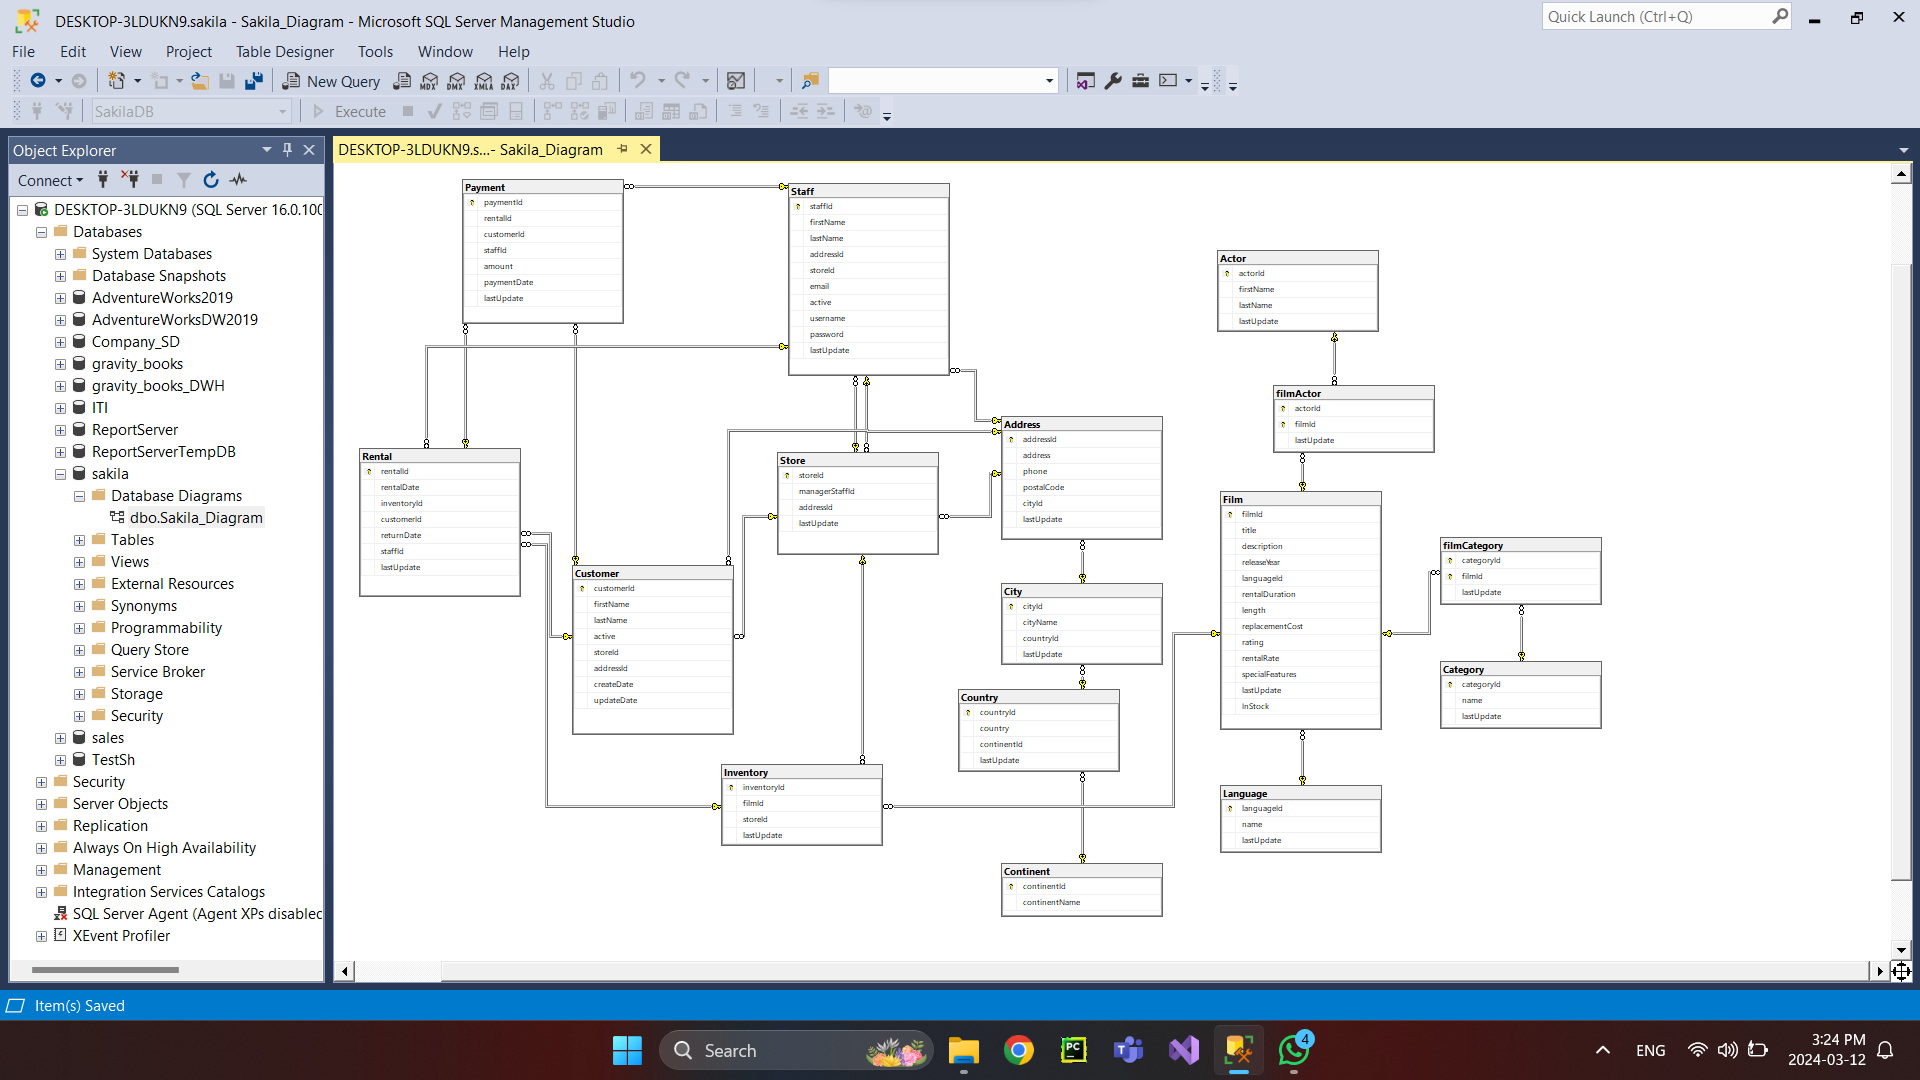 DESKTOP-3LDUKN9.sakila - Sakila_Diagram - Microsoft SQL Server Management Studio
Quick Launch (Ctrl+Q)
File Edit View Project Table Designer Tools Window Help
New Query MDX DMX XMLA DAX
SakilaDB Execute
Object Explorer
Connect
DESKTOP-3LDUKN9 (SQL Server 16.0.100
Databases
System Databases
Database Snapshots
AdventureWorks2019
AdventureWorksDW2019
Company_SD
gravity_books
gravity_books_DWH
ITI
ReportServer
ReportServerTempDB
sakila
Database Diagrams
dbo.Sakila_Diagram
Tables
Views
External Resources
Synonyms
Programmability
Query Store
Service Broker
Storage
Security
sales
TestSh
Security
Server Objects
Replication
Always On High Availability
Management
Integration Services Catalogs
SQL Server Agent (Agent XPs disabled
XEvent Profiler
DESKTOP-3LDUKN9.s...- Sakila_Diagram
Payment
paymentId
rentalId
customerId
staffId
amount
paymentDate
lastUpdate
Staff
staffId
firstName
lastName
addressId
storeId
email
active
username
password
lastUpdate
Actor
actorId
firstName
lastName
lastUpdate
filmActor
actorId
filmId
lastUpdate
Rental
rentalId
rentalDate
inventoryId
customerId
returnDate
staffId
lastUpdate
Store
storeId
managerStaffId
addressId
lastUpdate
Address
addressId
address
phone
postalCode
cityId
lastUpdate
Film
filmId
title
description
releaseYear
languageId
rentalDuration
length
replacementCost
rating
rentalRate
specialFeatures
lastUpdate
InStock
filmCategory
categoryId
filmId
lastUpdate
Customer
customerId
firstName
lastName
active
storeId
addressId
createDate
updateDate
City
cityId
cityName
countryId
lastUpdate
Category
categoryId
name
lastUpdate
Country
countryId
country
continentId
lastUpdate
Inventory
inventoryId
filmId
storeId
lastUpdate
Language
languageId
name
lastUpdate
Continent
continentId
continentName
Item(s) Saved
Search
PC
4
ENG
3:24 PM
2024-03-12